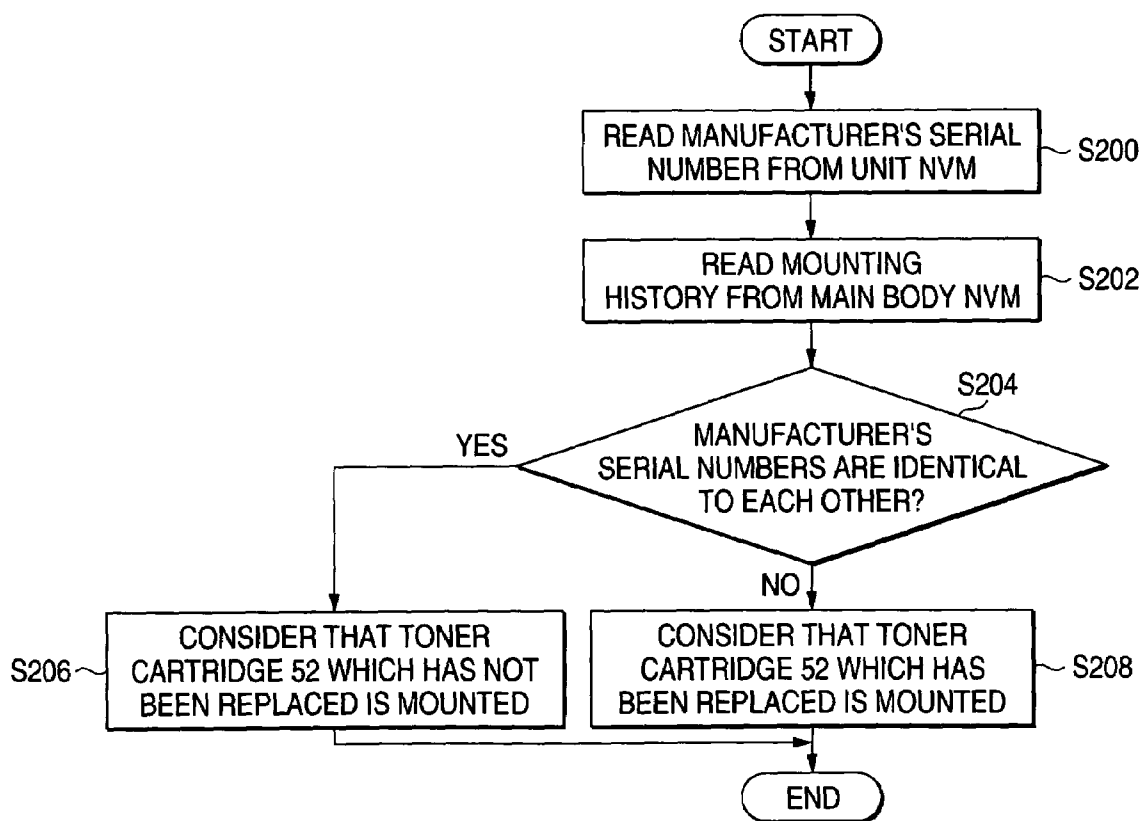 START
READ MANUFACTURER'S SERIAL
NUMBER FROM UNIT NVM
S200
READ MOUNTING
HISTORY FROM MAIN BODY NVM
S202
S204
MANUFACTURER'S
SERIAL NUMBERS ARE IDENTICAL
TO EACH OTHER?
YES
NO
S206
CONSIDER THAT TONER
CARTRIDGE 52 WHICH HAS NOT
BEEN REPLACED IS MOUNTED
CONSIDER THAT TONER
CARTRIDGE 52 WHICH HAS
BEEN REPLACED IS MOUNTED
S208
END